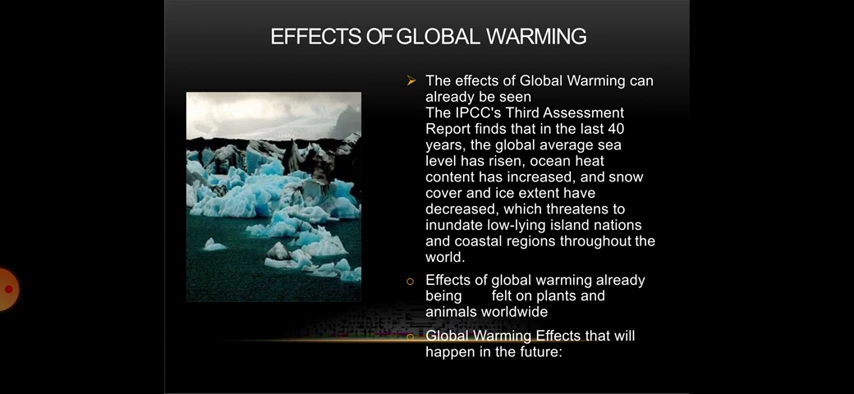 EFFECTS OF GLOBAL WARMING
The effects of Global Warming can
already be seen
The IPCC's Third Assessment
Report finds that in the last 40
years, the global average sea
level has risen, ocean heat
content has increased, and snow
cover and ice extent have
decreased, which threatens to
inundate low-lying island nations
and coastal regions throughout the
world.
Effects of global warming already
being felt on plants and
animals worldwide
Global Warming Effects that will
happen in the future: